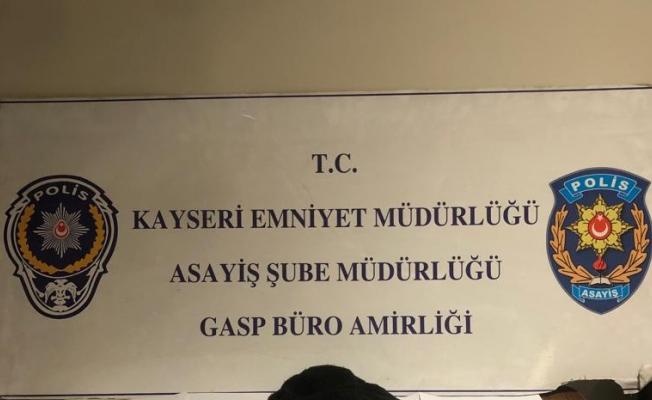 T.C.
KAYSERİ EMNİYET MÜDÜRLÜĞÜ
ASAYİŞ ŞUBE MÜDÜRLÜĞÜ
GASP BÜRO AMİRLİĞİ
POLİS
POLİS
ASAYİŞ